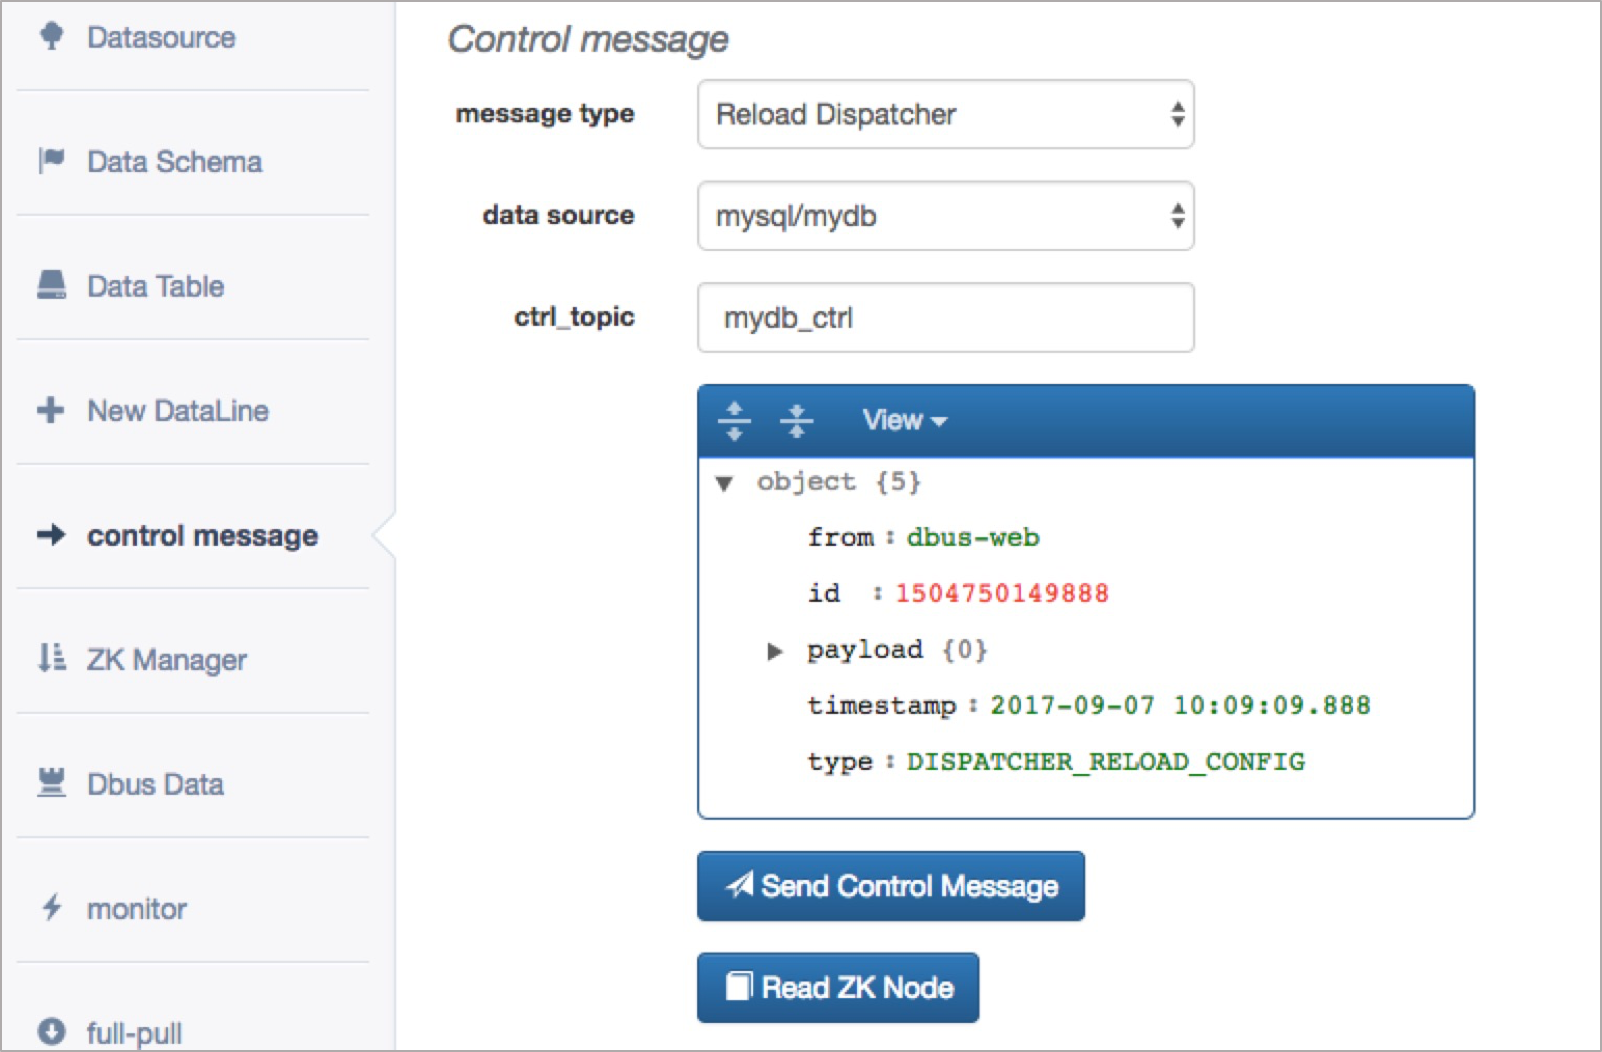 Datasource
Data Schema
Data Table
New DataLine
control message
ZK Manager
Dbus Data
monitor
full-pull
Control message
message type Reload Dispatcher
data source mysql/mydb
ctrl_topic mydb_ctrl
View
object {5}
from : dbus-web
id : 1504750149888
payload {0}
timestamp : 2017-09-07 10:09:09.888
type : DISPATCHER_RELOAD_CONFIG
Send Control Message
Read ZK Node